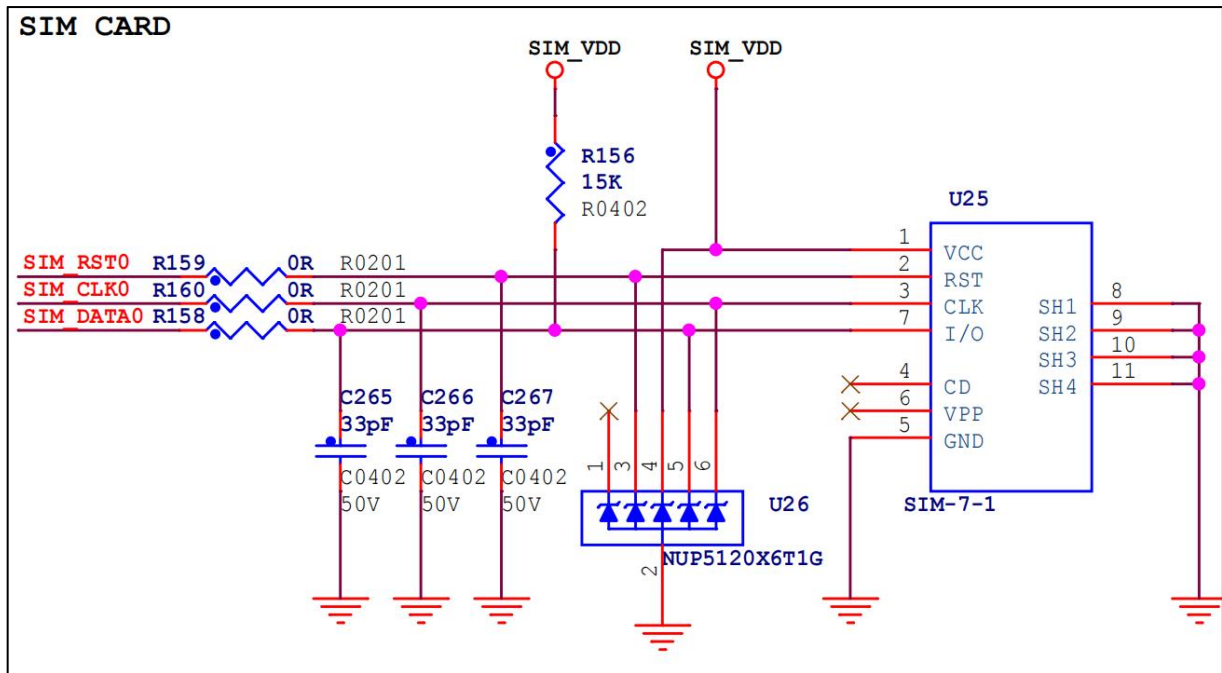 SIM CARD
SIM_VDD SIM_VDD
R156
15K
R0402
U25
SIM_RST0 R159 0R R0201
SIM_CLK0 R160 0R R0201
SIM_DATA0 R158 0R R0201
1 VCC
2 RST
3 CLK
7 I/O
4 CD
6 VPP
5 GND
SH1 8
SH2 9
SH3 10
SH4 11
SIM-7-1
C265 C266 C267
33pF 33pF 33pF
C0402 C0402 C0402
50V 50V 50V
1 3 4 5 6
U26
NUP5120X6T1G
2